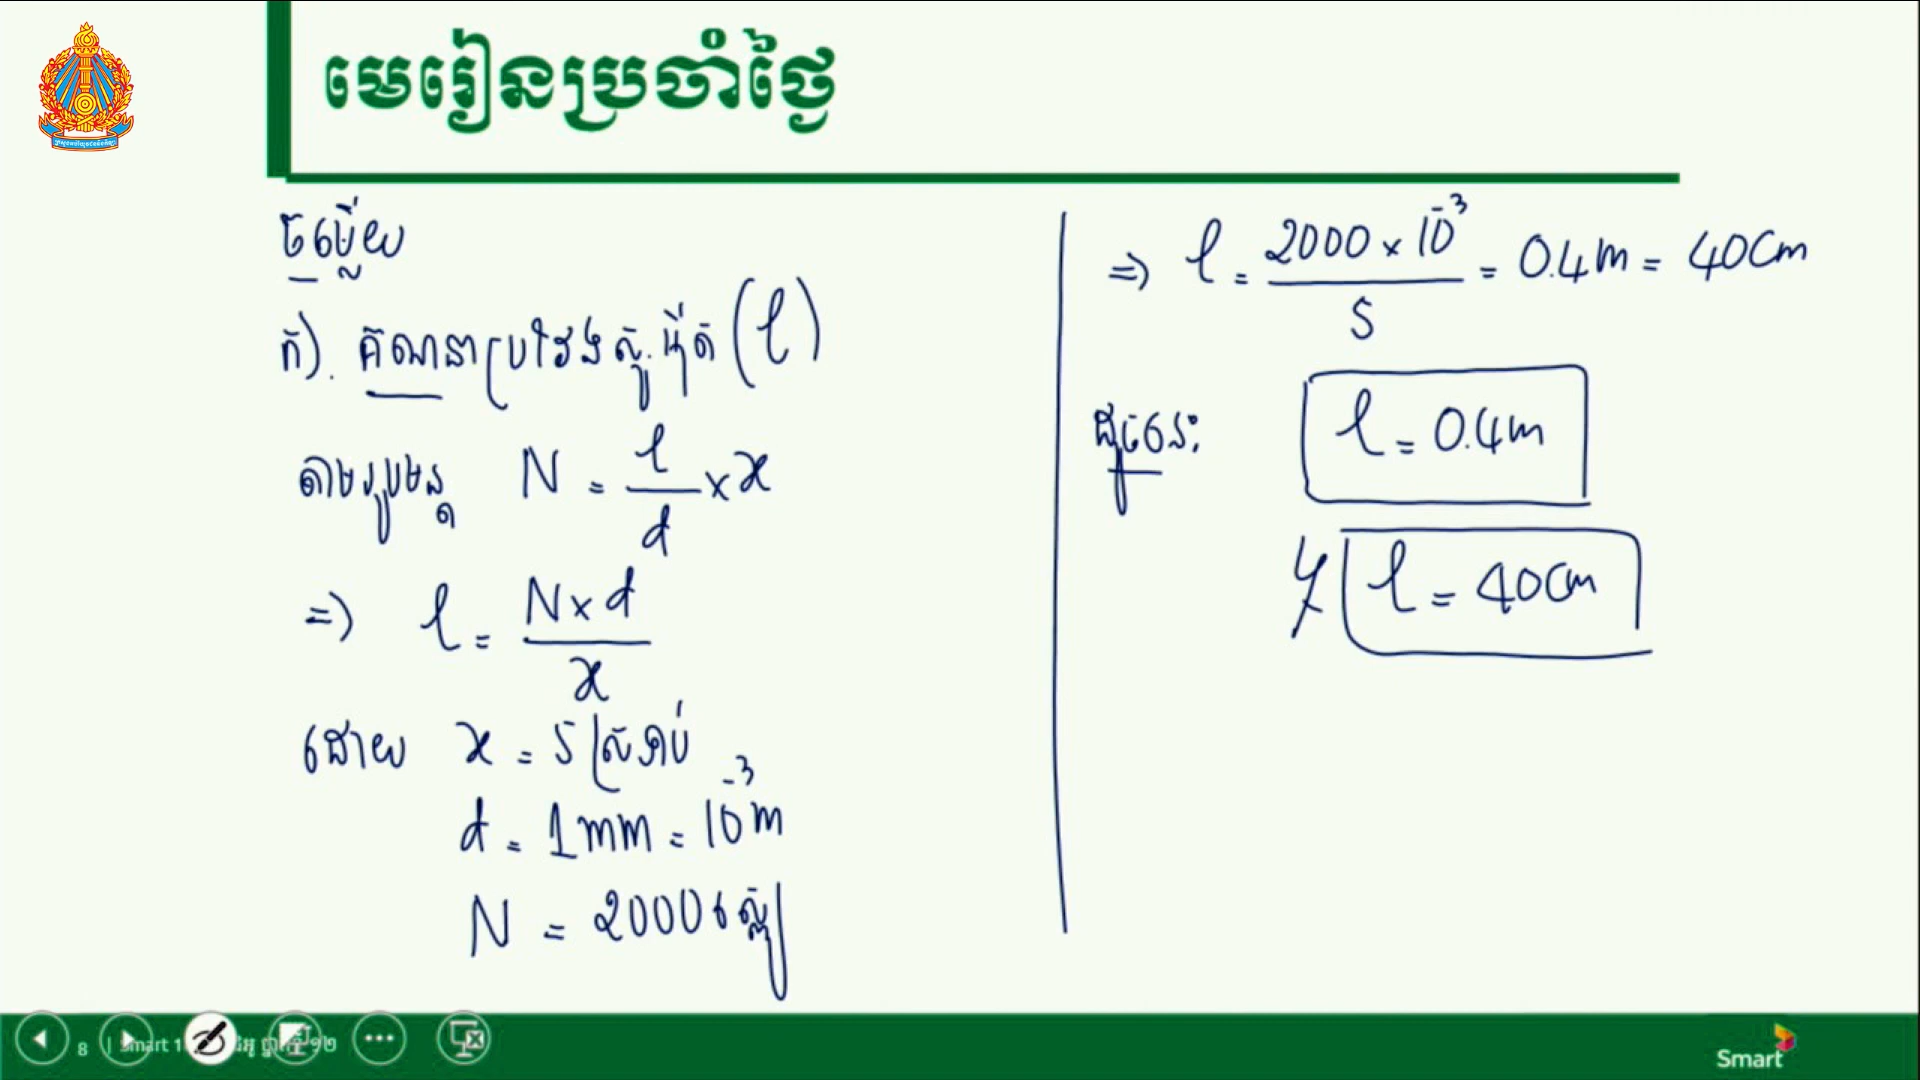 មេរៀនប្រចាំថ្ងៃ
ចម្លើយ
ក). គណនាប្រវែងសូលេណូអ៊ីត (l)
តាមរូបមន្ត N = l/d × x
=> l = N×d/x
ដោយ x = 5 ស្រទាប់
d = 1mm = 10⁻³m
N = 2000 ស្ពៀ
=> l = 2000×10⁻³/5 = 0.4m = 40cm
ដូចនេះ l = 0.4m
ឬ l = 40cm
8 | Smart
Smart